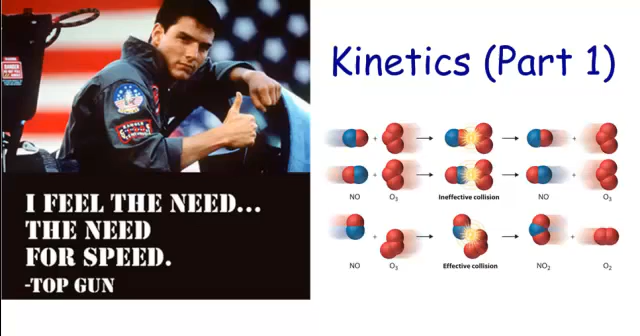 DANGER
I FEEL THE NEED...
THE NEED
FOR SPEED.
-TOP GUN
Kinetics (Part 1)
+
NO O3 Ineffective collision NO O3
+
+
NO O3 Effective collision NO2 O2